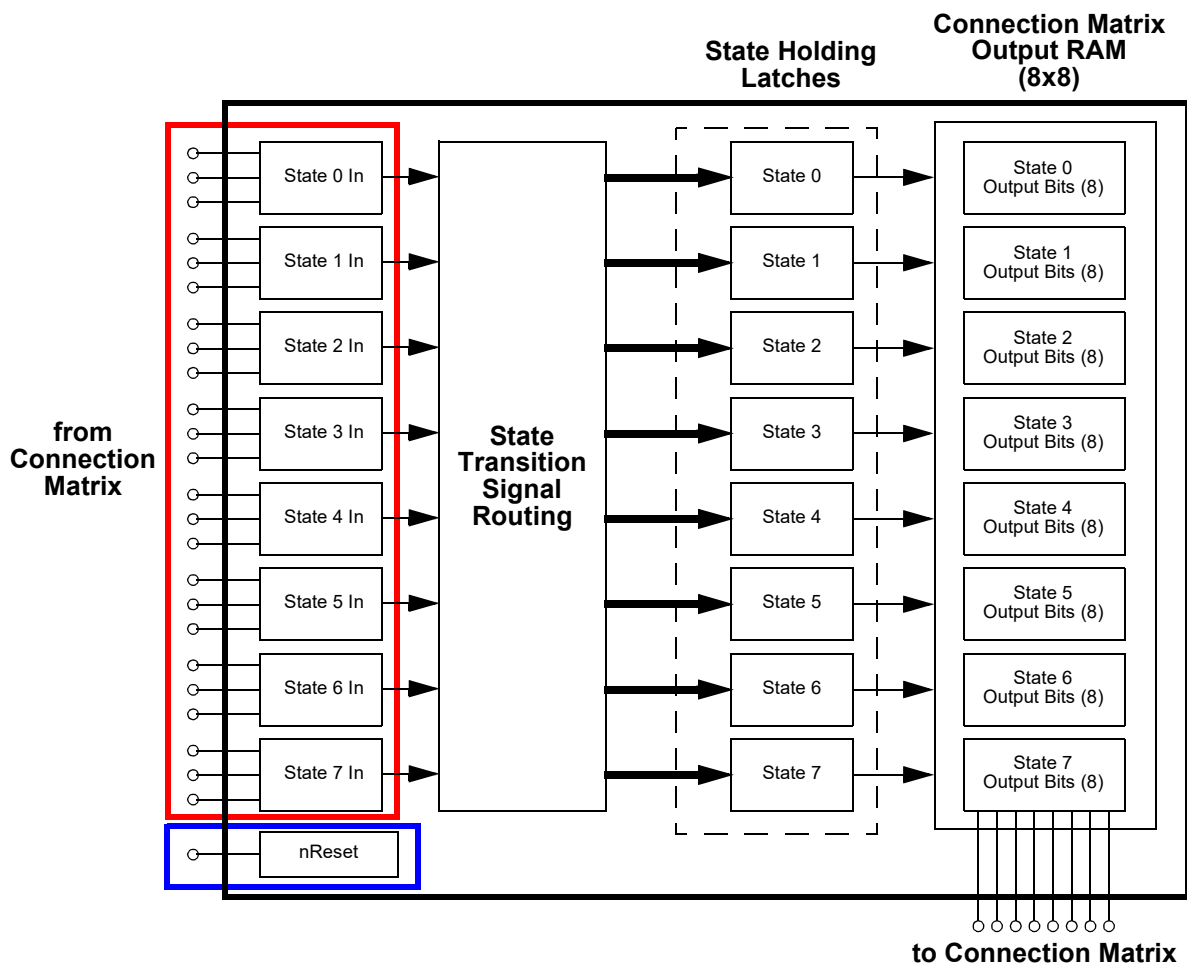 Connection Matrix
Output RAM
(8x8)
State Holding
Latches
from
Connection
Matrix
State 0 In
State 1 In
State 2 In
State 3 In
State 4 In
State 5 In
State 6 In
State 7 In
nReset
State
Transition
Signal
Routing
State 0
State 1
State 2
State 3
State 4
State 5
State 6
State 7
State 0
Output Bits (8)
State 1
Output Bits (8)
State 2
Output Bits (8)
State 3
Output Bits (8)
State 4
Output Bits (8)
State 5
Output Bits (8)
State 6
Output Bits (8)
State 7
Output Bits (8)
to Connection Matrix